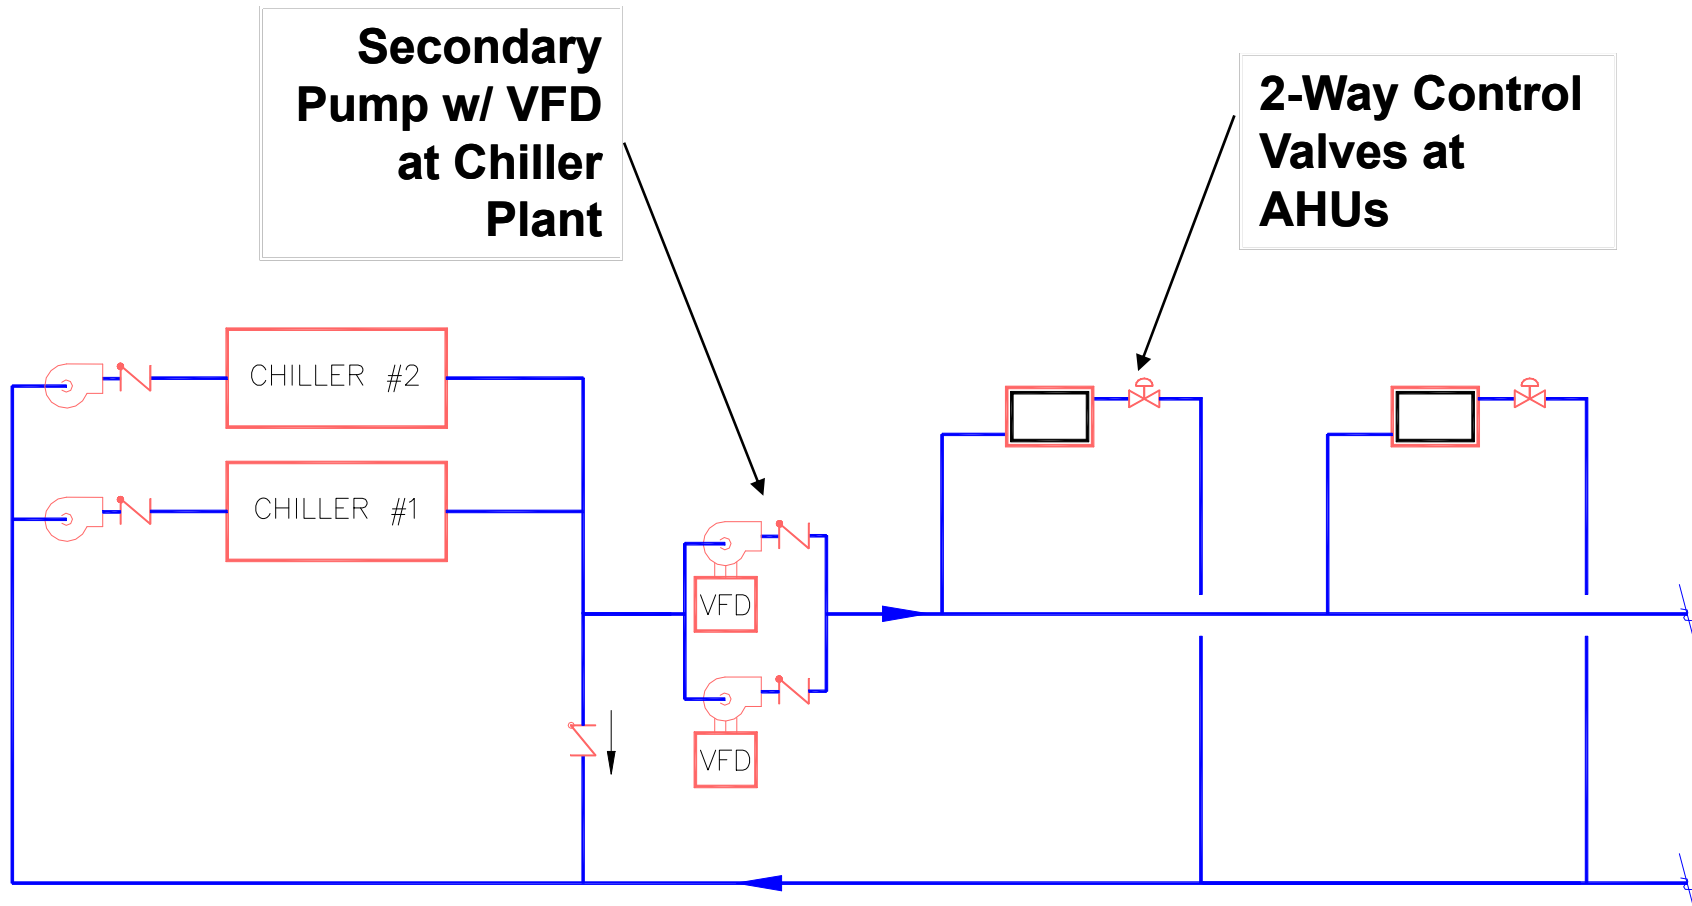 Secondary
Pump w/ VFD
at Chiller
Plant
2-Way Control
Valves at
AHUs
CHILLER #2
CHILLER #1
VFD
VFD